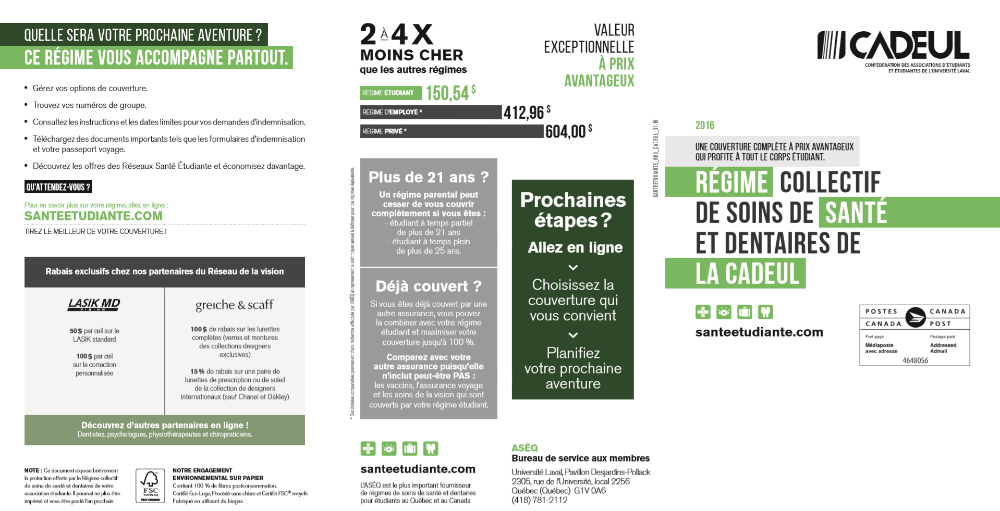 QUELLE SERA VOTRE PROCHAINE AVENTURE ?
CE RÉGIME VOUS ACCOMPAGNE PARTOUT.
• Gérez vos options de couverture.
• Trouvez vos numéros de groupe.
• Consultez les instructions et les dates limites pour vos demandes d'indemnisation.
• Téléchargez des documents importants tels que les formulaires d'indemnisation
et votre passeport voyage.
• Découvrez les offres des Réseaux Santé Étudiante et économisez davantage.
QU'ATTENDEZ-VOUS ?
Pour en savoir plus sur votre régime, allez en ligne :
SANTEETUDIANTE.COM
TIREZ LE MEILLEUR DE VOTRE COUVERTURE !
Rabais exclusifs chez nos partenaires du Réseau de la vision
LASIK MD
VISION
50 $ par œil sur le
LASIK standard
100 $ par œil
sur la correction
personnalisée
greiche & scaff
100 $ de rabais sur les lunettes
complètes (verres et montures
des collections designers
exclusives)
15 % de rabais sur une paire de
lunettes de prescription ou de soleil
de la collection de designers
internationaux (sauf Chanel et Oakley)
Découvrez d'autres partenaires en ligne !
Dentistes, psychologues, physiothérapeutes et chiropraticiens.
NOTE : Ce document expose brièvement
la protection offerte par le Régime collectif
de soins de santé et dentaires de votre
association étudiante. Il pourrait ne plus être
imprimé et vous être posté l'an prochain.
FSC
www.fsc.org
NOTRE ENGAGEMENT
ENVIRONNEMENTAL SUR PAPIER
Contient 100 % de fibres postconsommation.
Certifié Éco-Logo, Procédé sans chlore et Certifié FSC® recyclé.
Fabriqué en utilisant du biogaz.
2 À 4 X
MOINS CHER
que les autres régimes
VALEUR
EXCEPTIONNELLE
À PRIX
AVANTAGEUX
RÉGIME ÉTUDIANT 150,54 $
RÉGIME D'EMPLOYÉ * 412,96 $
RÉGIME PRIVÉ * 604,00 $
* Ces données comparatives proviennent d'une recherche effectuée par l'ASÉQ et représentent le coût moyen annuel à défrayer pour des régimes équivalents.
Plus de 21 ans ?
Un régime parental peut
cesser de vous couvrir
complètement si vous êtes :
- étudiant à temps partiel
de plus de 21 ans
- étudiant à temps plein
de plus de 25 ans.
Déjà couvert ?
Si vous êtes déjà couvert par une
autre assurance, vous pouvez
la combiner avec votre régime
étudiant et maximiser votre
couverture jusqu'à 100 %.
Comparez avec votre
autre assurance puisqu'elle
n'inclut peut-être PAS :
les vaccins, l'assurance voyage
et les soins de la vision qui sont
couverts par votre régime étudiant.
Prochaines
étapes ?
Allez en ligne
Choisissez la
couverture qui
vous convient
Planifiez
votre prochaine
aventure
santeetudiante.com
L'ASÉQ est le plus important fournisseur
de régimes de soins de santé et dentaires
pour étudiants au Québec et au Canada
ASÉQ
Bureau de service aux membres
Université Laval, Pavillon Desjardins-Pollack
2305, rue de l'Université, local 2256
Québec (Québec) G1V 0A6
(418) 781-2112
SANTEETUDIANTE_BRO_CADEUL_01-16
CADEUL
CONFÉDÉRATION DES ASSOCIATIONS D'ÉTUDIANTS
ET ÉTUDIANTES DE L'UNIVERSITÉ LAVAL
2016
UNE COUVERTURE COMPLÈTE À PRIX AVANTAGEUX
QUI PROFITE À TOUT LE CORPS ÉTUDIANT.
RÉGIME COLLECTIF
DE SOINS DE SANTÉ
ET DENTAIRES DE
LA CADEUL
santeetudiante.com
POSTES CANADA
CANADA POST
Port payé Postage paid
Médiaposte Addressed
avec adresse Admail
4648056